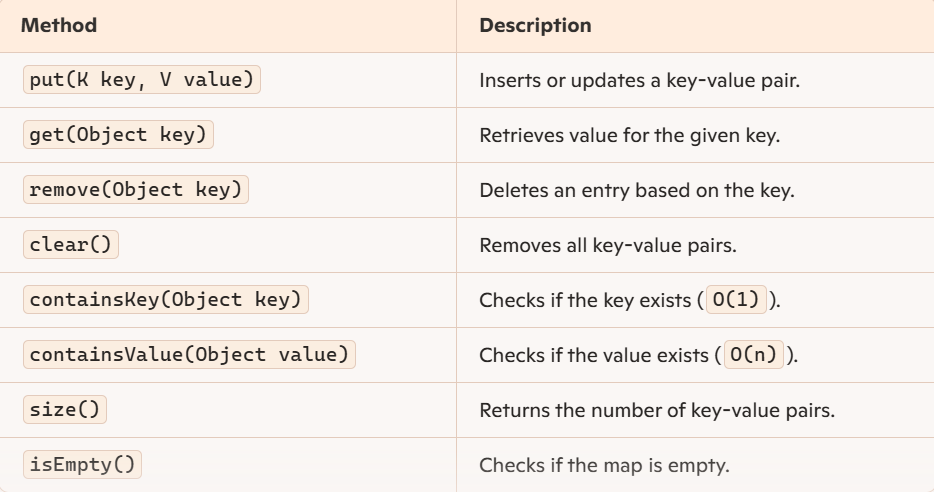 Method Description
put(K key, V value) Inserts or updates a key-value pair.
get(Object key) Retrieves value for the given key.
remove(Object key) Deletes an entry based on the key.
clear() Removes all key-value pairs.
containsKey(Object key) Checks if the key exists ( O(1) ).
containsValue(Object value) Checks if the value exists ( O(n) ).
size() Returns the number of key-value pairs.
isEmpty() Checks if the map is empty.